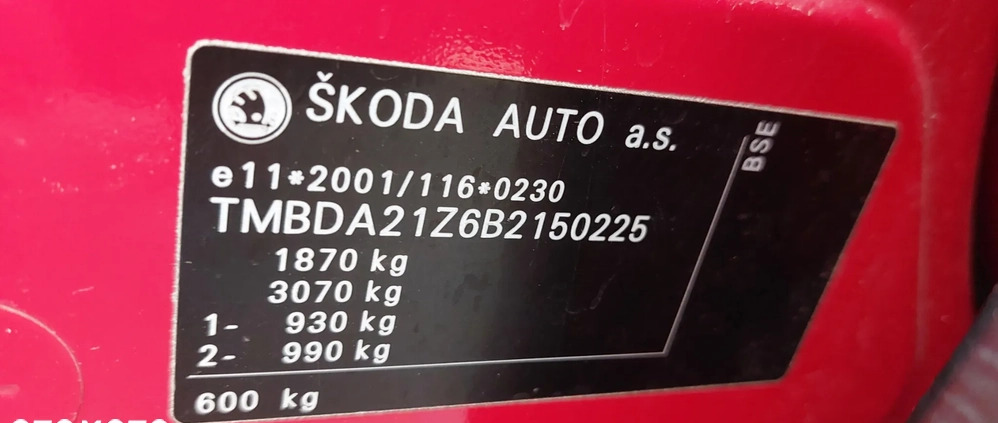 ŠKODA AUTO a.s.
BSE
e11*2001/116*0230
TMBDA21Z6B2150225
1870 kg
3070 kg
1- 930 kg
2- 990 kg
600 kg